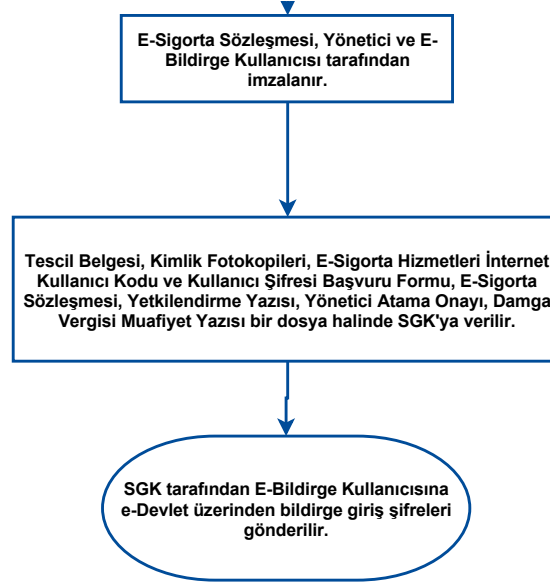 E-Sigorta Sözleşmesi, Yönetici ve E-
Bildirge Kullanıcısı tarafından
imzalanır.
Tescil Belgesi, Kimlik Fotokopileri, E-Sigorta Hizmetleri İnternet
Kullanıcı Kodu ve Kullanıcı Şifresi Başvuru Formu, E-Sigorta
Sözleşmesi, Yetkilendirme Yazısı, Yönetici Atama Onayı, Damga
Vergisi Muafiyet Yazısı bir dosya halinde SGK'ya verilir.
SGK tarafından E-Bildirge Kullanıcısına
e-Devlet üzerinden bildirge giriş şifreleri
gönderilir.